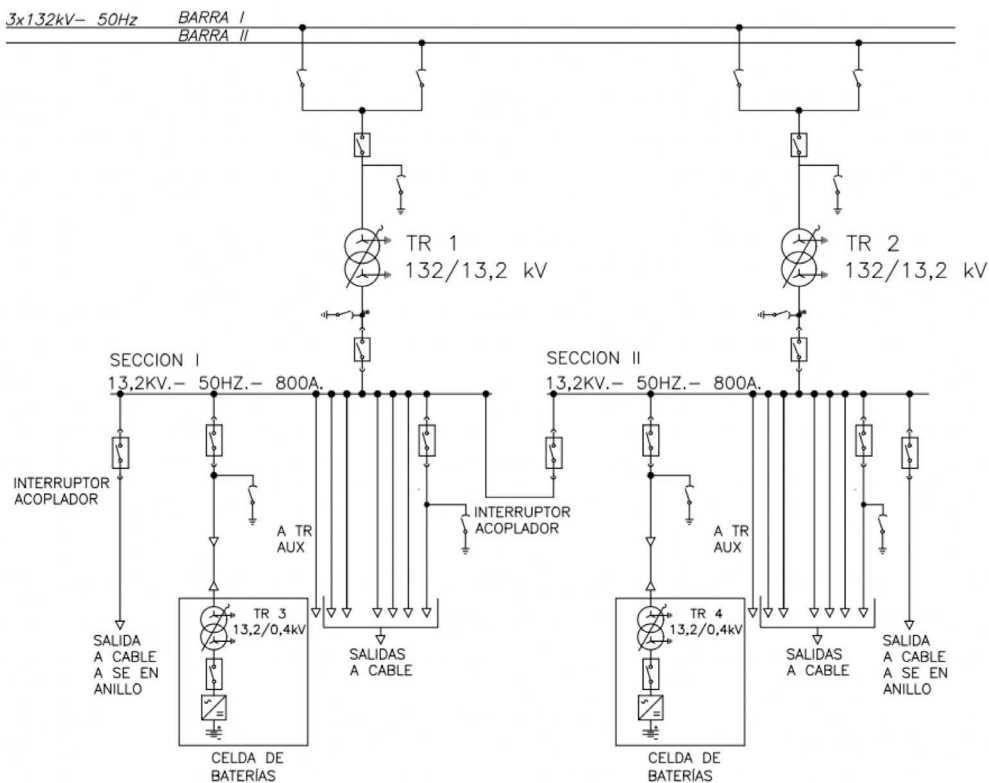 3x132kV- 50Hz
BARRA I
BARRA II
TR 1
132/13,2 kV
TR 2
132/13,2 kV
SECCION I
13,2KV.- 50HZ.- 800A.
SECCION II
13,2KV.- 50HZ.- 800A.
INTERRUPTOR
ACOPLADOR
A TR
AUX
INTERRUPTOR
ACOPLADOR
A TR
AUX
TR 3
13,2/0,4kV
TR 4
13,2/0,4kV
SALIDA
A CABLE
A SE EN
ANILLO
SALIDAS
A CABLE
SALIDAS
A CABLE
SALIDA
A CABLE
A SE EN
ANILLO
CELDA DE
BATERÍAS
CELDA DE
BATERÍAS